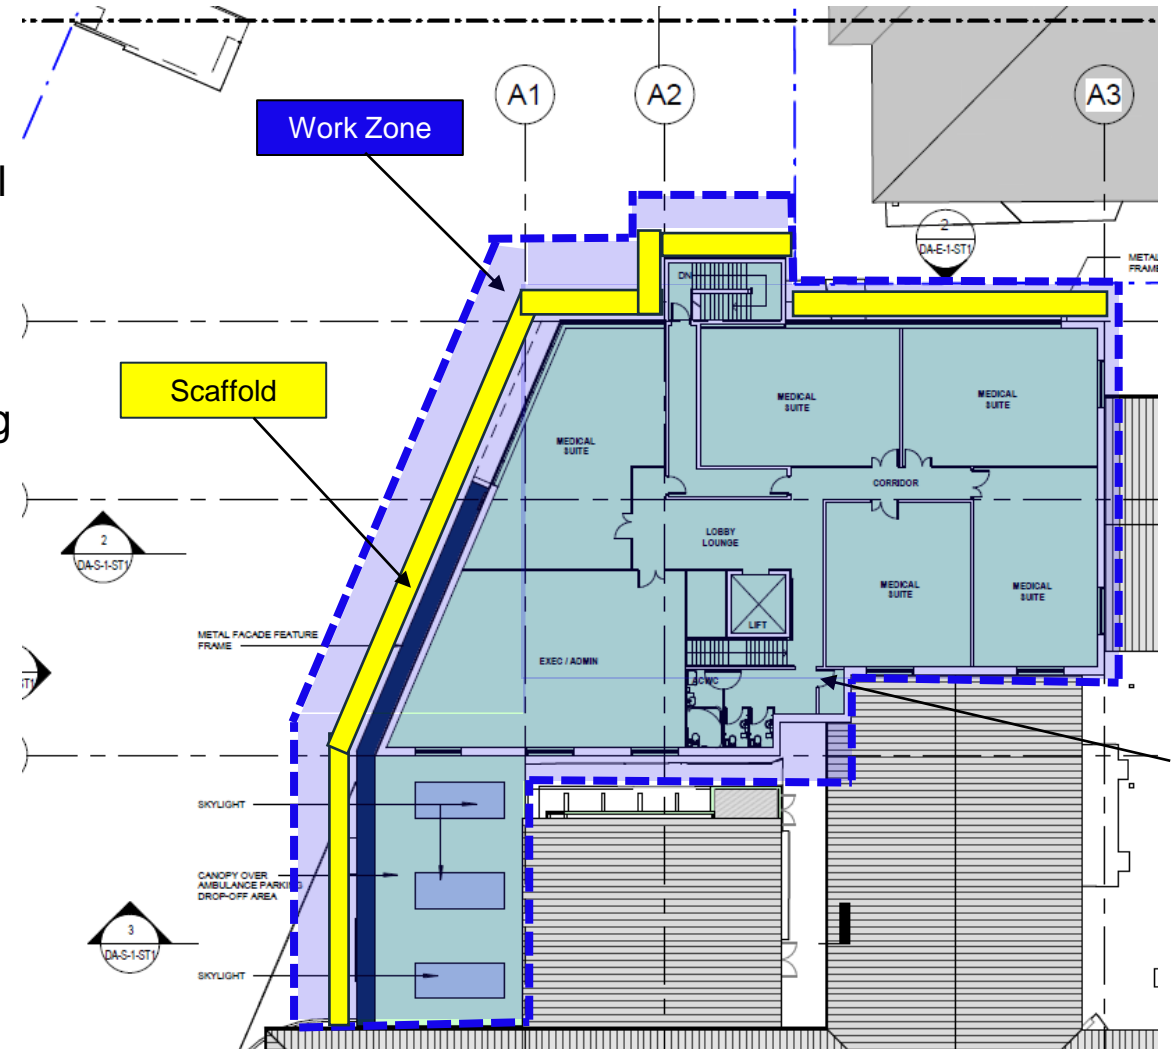 A1
A2
A3
Work Zone
l
2
DA-E-1-ST1
METAL
FRAME
DN
Scaffold
g
MEDICAL
SUITE
MEDICAL
SUITE
MEDICAL
SUITE
CORRIDOR
LOBBY
LOUNGE
2
DA-S-1-ST1
MEDICAL
SUITE
MEDICAL
SUITE
LIFT
METAL FACADE FEATURE
FRAME
EXEC / ADMIN
ACWC
ST1
SKYLIGHT
CANOPY OVER
AMBULANCE PARKING
DROP-OFF AREA
3
DA-S-1-ST1
SKYLIGHT